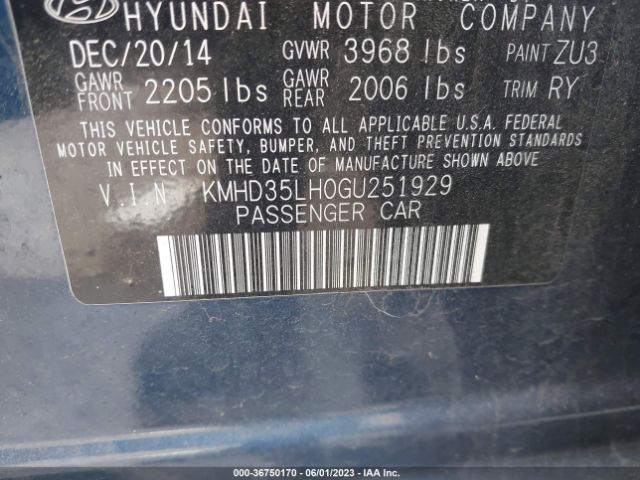 HYUNDAI MOTOR COMPANY
DEC/20/14 GVWR 3968 lbs PAINT ZU3
GAWR FRONT 2205 lbs GAWR REAR 2006 lbs TRIM RY
THIS VEHICLE CONFORMS TO ALL APPLICABLE U.S.A. FEDERAL
MOTOR VEHICLE SAFETY, BUMPER, AND THEFT PREVENTION STANDARDS
IN EFFECT ON THE DATE OF MANUFACTURE SHOWN ABOVE
V.I.N KMHD35LH0GU251929
PASSENGER CAR
000-36750170 - 06/01/2023 - IAA Inc.